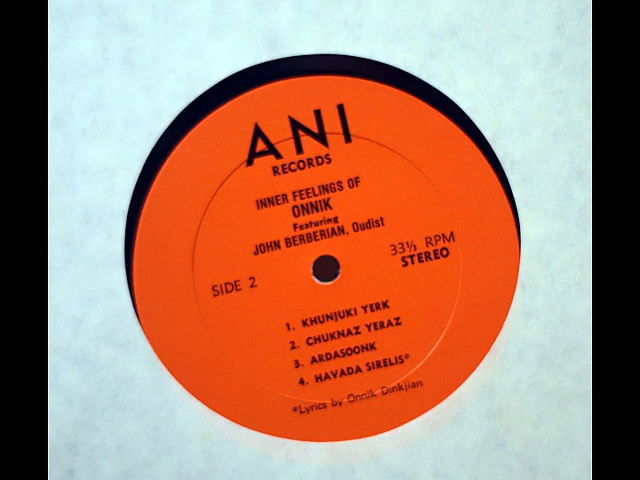 ANI
RECORDS
INNER FEELINGS OF
ONNIK
Featuring
JOHN BERBERIAN, Oudist
33⅓ RPM
STEREO
SIDE 2
1. KHUNJUKI YERK
2. CHUKNAZ YERAZ
3. ARDASOONK
4. HAVADA SIRELIS*
*Lyrics by Onnik Dinkjian